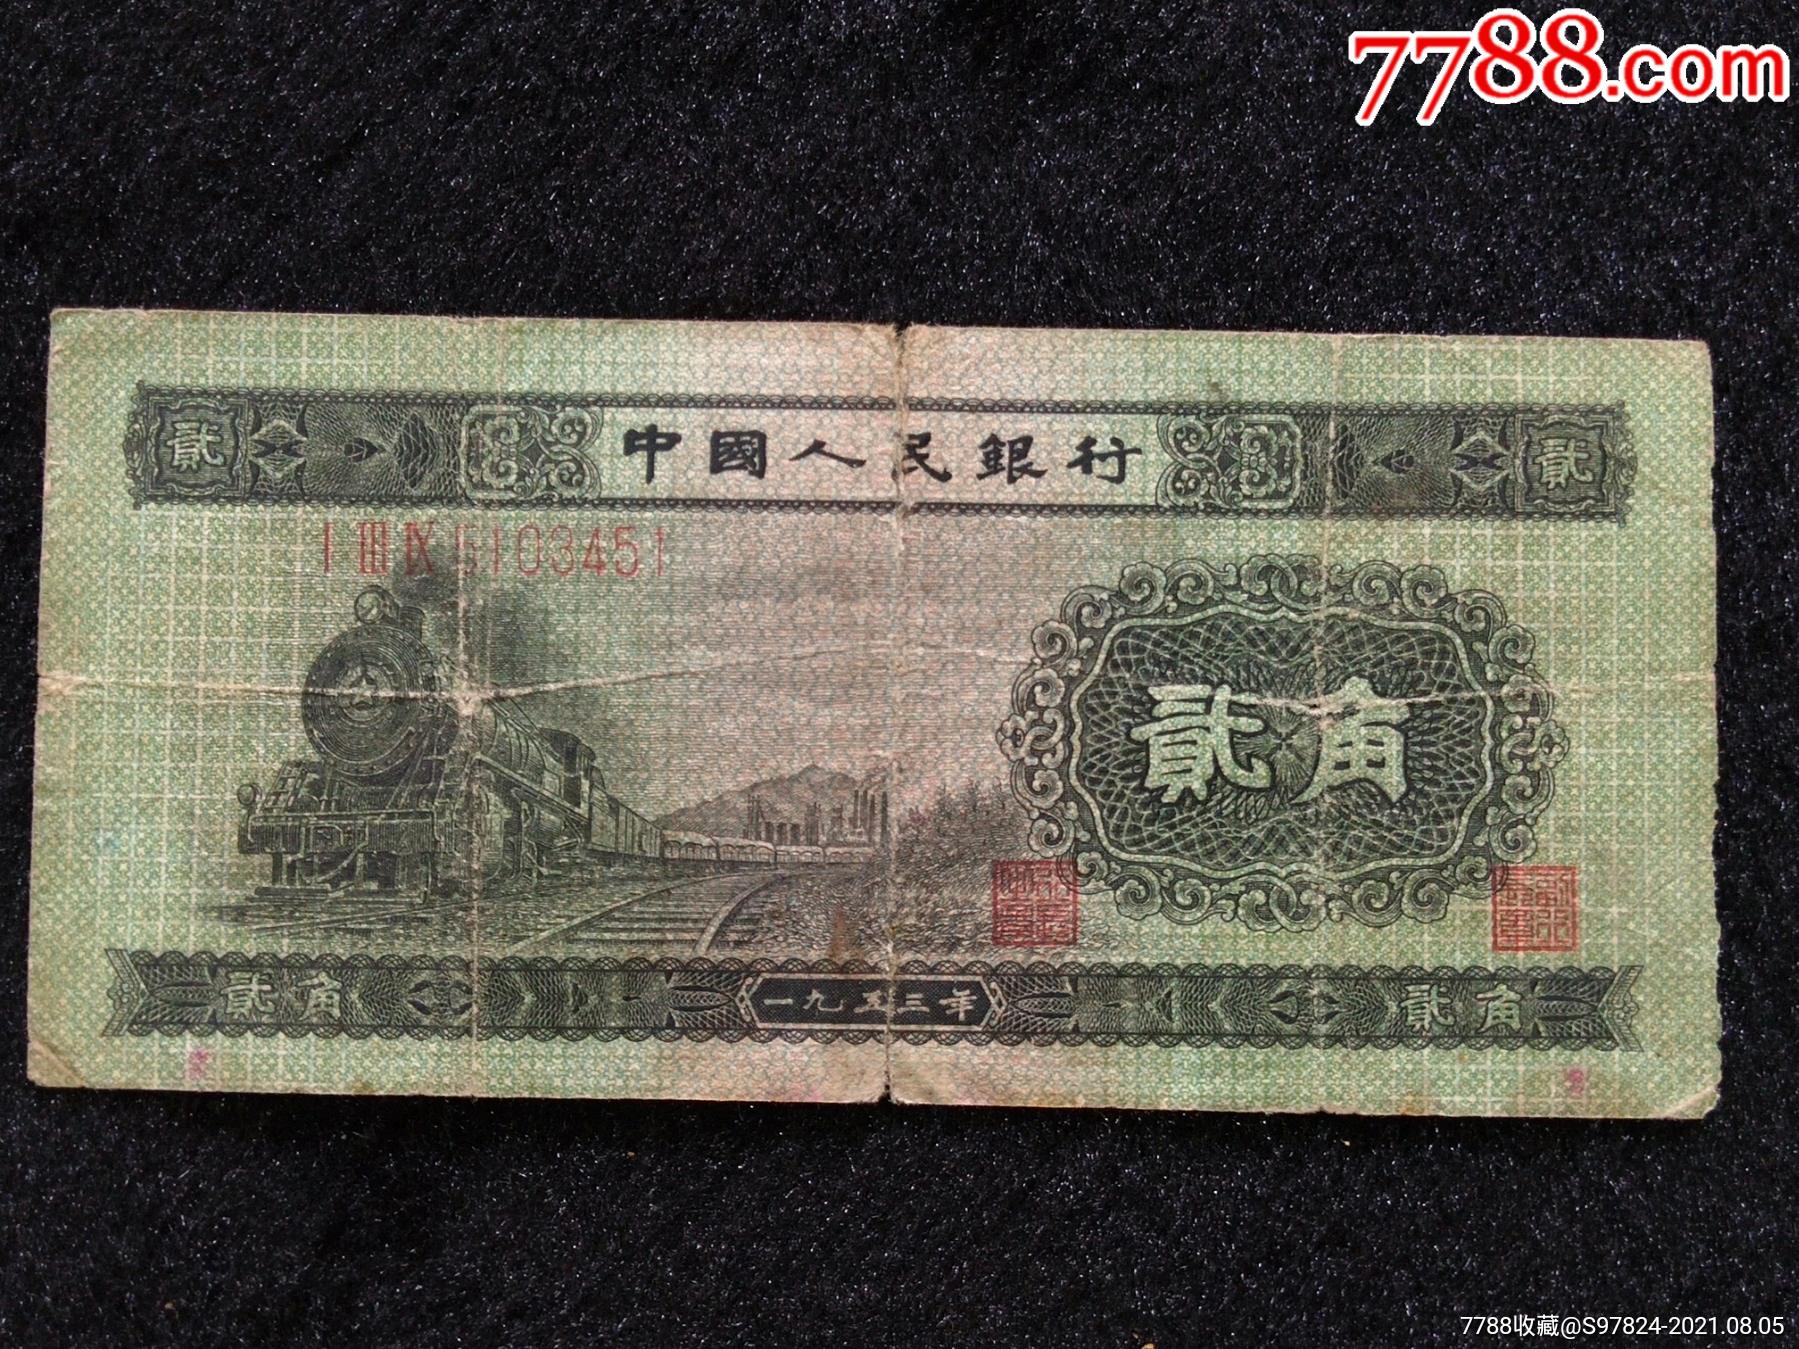 7788.com
贰 中國人民銀行 贰
I III IX 5103451
贰角
贰角 一九五三年 贰角
7788收藏@S97824-2021.08.05